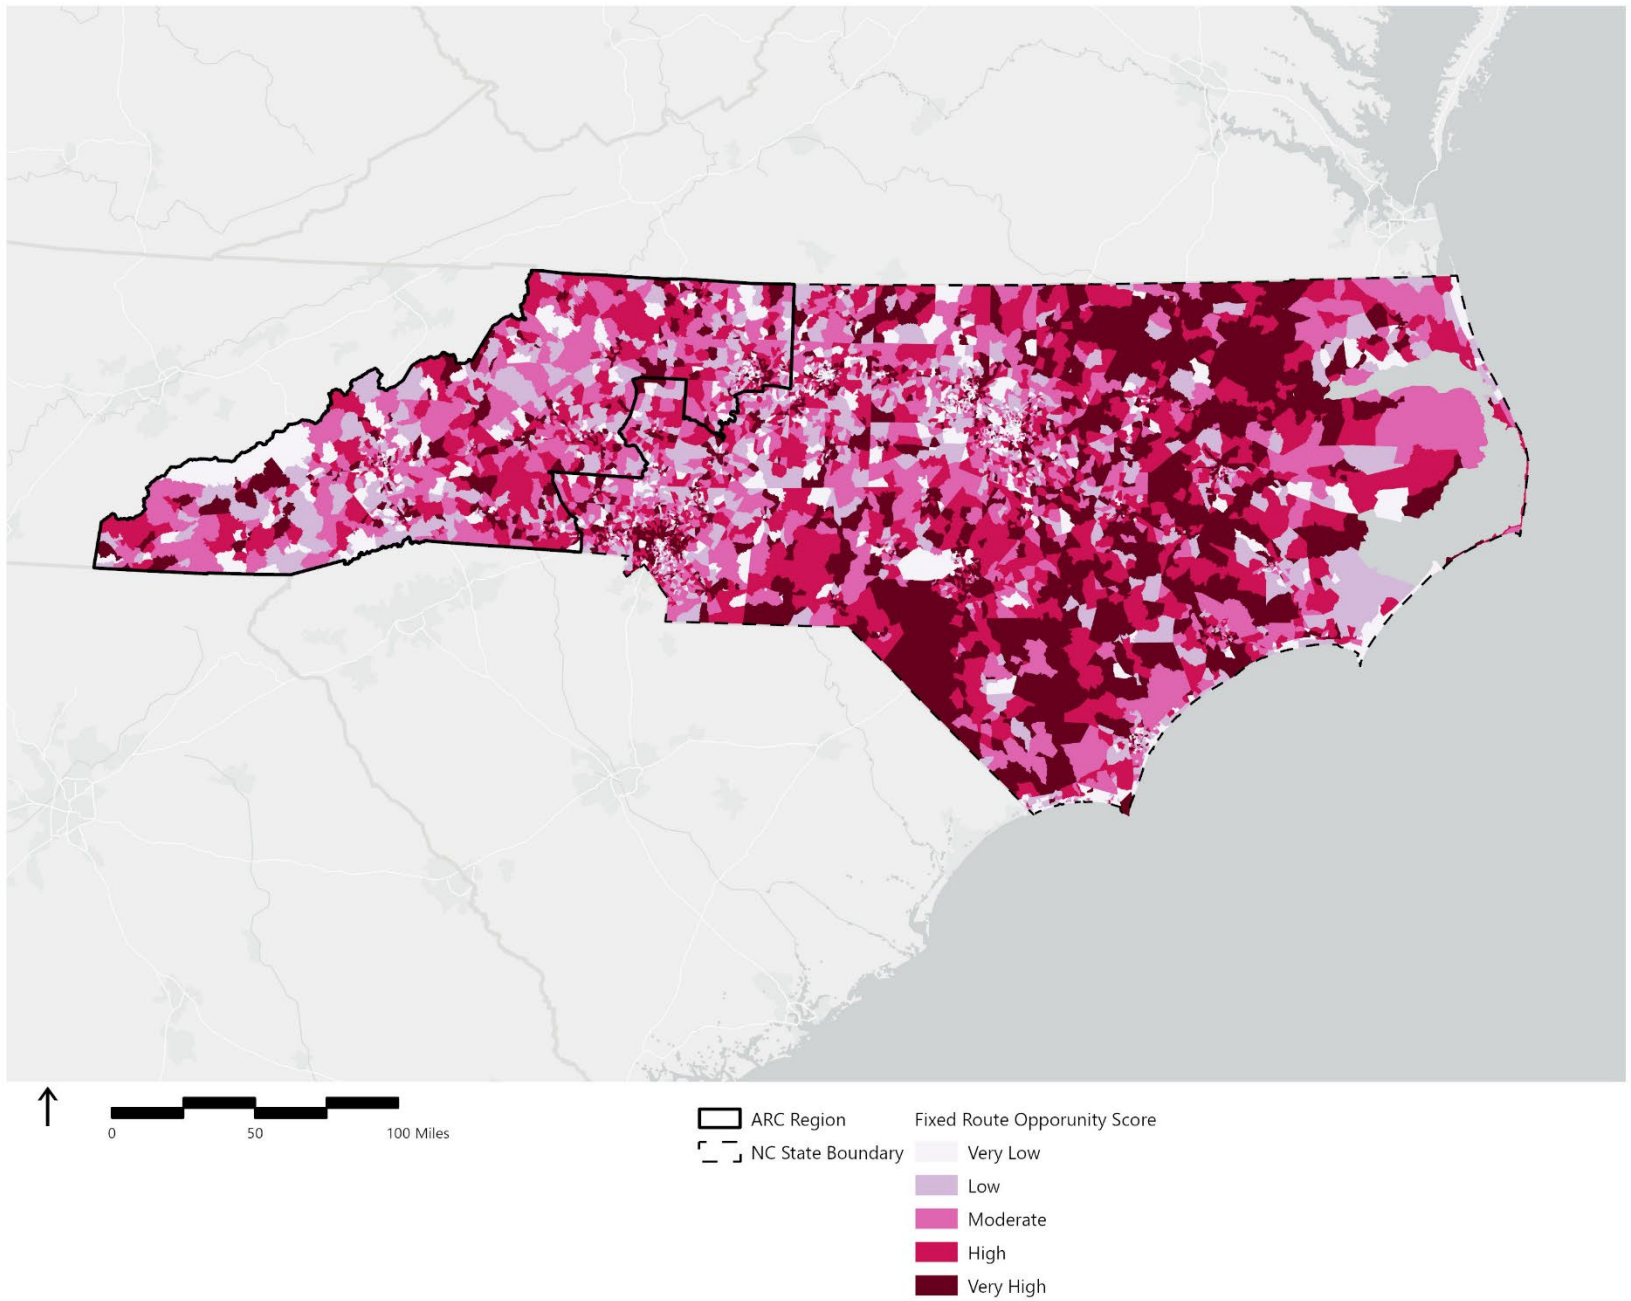 0 50 100 Miles
ARC Region
NC State Boundary
Fixed Route Opporunity Score
Very Low
Low
Moderate
High
Very High